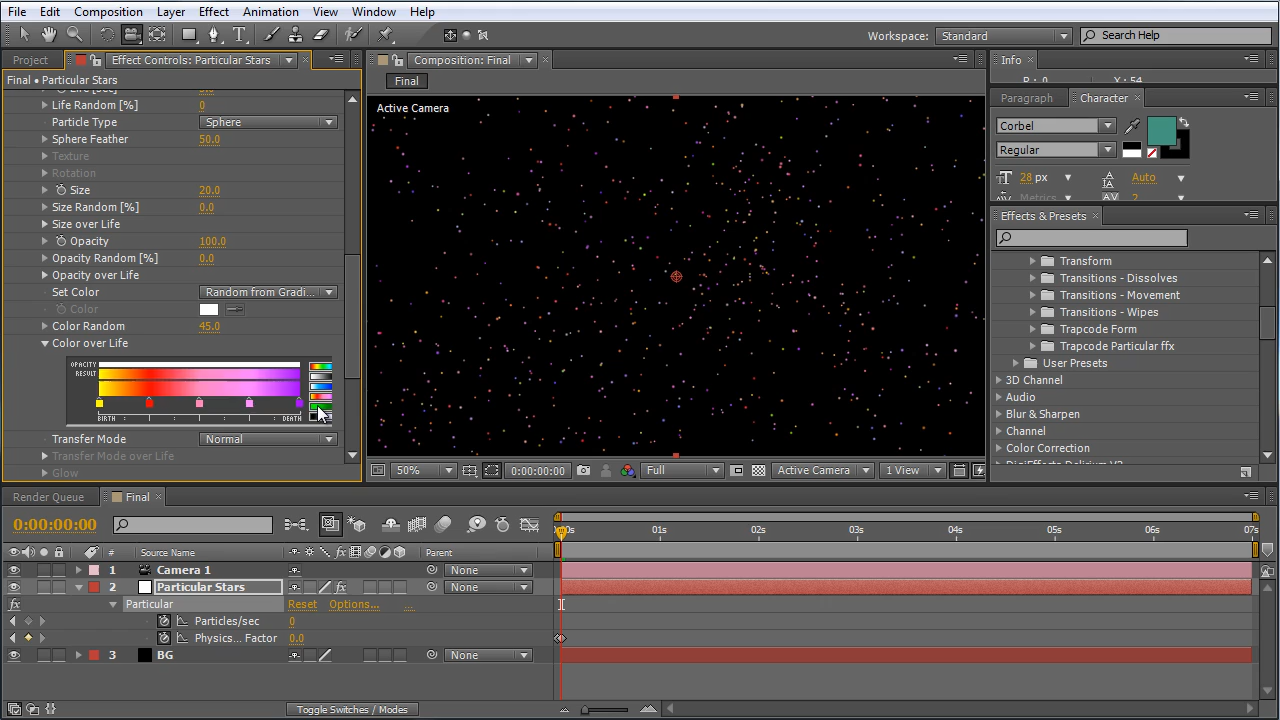 File Edit Composition Layer Effect Animation View Window Help
Workspace: Standard Search Help
Project Effect Controls: Particular Stars Composition: Final Info
Final • Particular Stars Final
Life Random [%] 0 Active Camera Paragraph Character
Particle Type Sphere Corbel
Sphere Feather 50.0 Regular
Texture
Rotation 28 px Auto
Size 20.0 Metrics
Size Random [%] 0.0 Effects & Presets
Size over Life
Opacity 100.0
Opacity Random [%] 0.0 Transform
Opacity over Life Transitions - Dissolves
Set Color Random from Gradi... Transitions - Movement
Color Transitions - Wipes
Color Random 45.0 Trapcode Form
Color over Life Trapcode Particular ffx
OPACITY User Presets
RESULT 3D Channel
Audio
BIRTH DEATH Blur & Sharpen
Transfer Mode Normal Channel
Transfer Mode over Life Color Correction
Glow 50% 0:00:00:00 Full Active Camera 1 View
Render Queue Final
0:00:00:00 01s 02s 03s 04s 05s 06s 07s
# Source Name Parent
1 Camera 1 None
2 Particular Stars None
Particular Reset Options... ...
Particles/sec 0
Physics... Factor 0.0
3 BG None
Toggle Switches / Modes